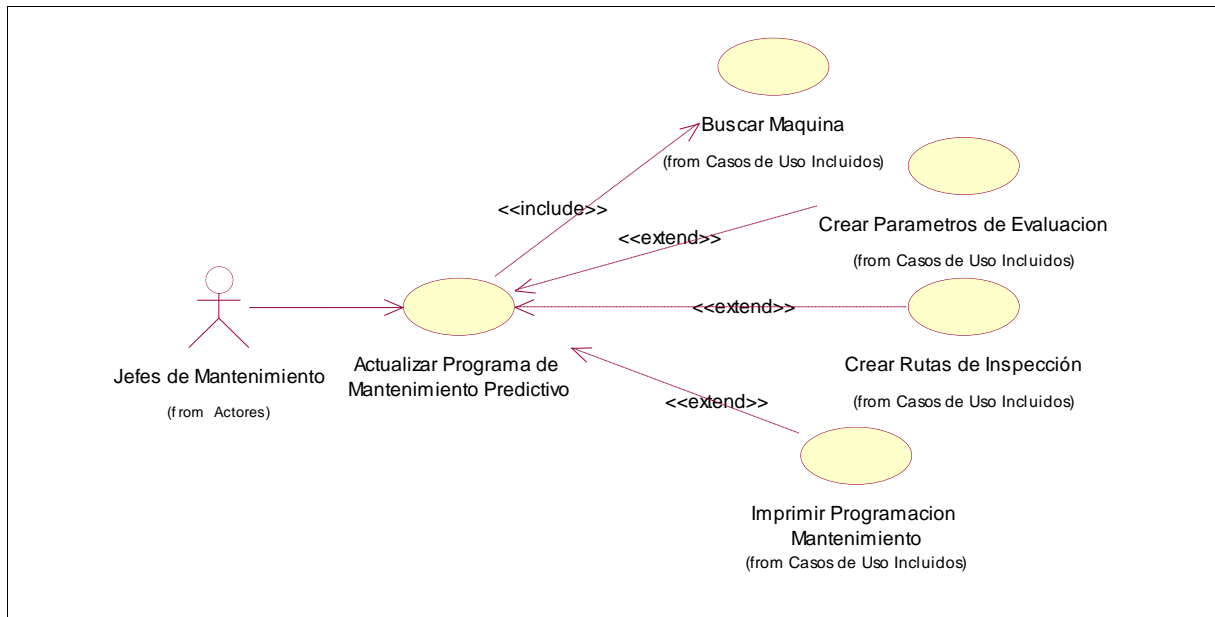 Buscar Maquina
(from Casos de Uso Incluidos)
<<include>>
<<extend>>
Crear Parametros de Evaluacion
(from Casos de Uso Incluidos)
<<extend>>
Jefes de Mantenimiento
(from Actores)
Actualizar Programa de
Mantenimiento Predictivo
Crear Rutas de Inspección
(from Casos de Uso Incluidos)
<<extend>>
Imprimir Programacion
Mantenimiento
(from Casos de Uso Incluidos)